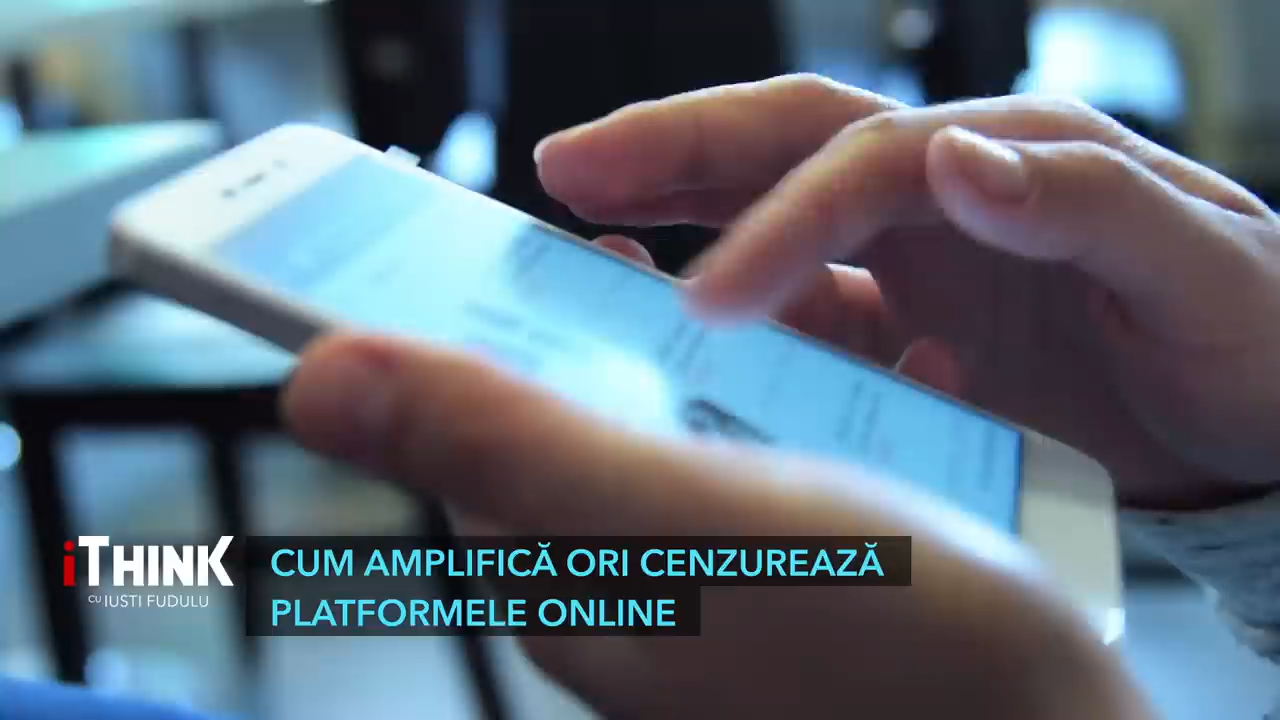 iTHINK
CU IUSTI FUDULU
CUM AMPLIFICĂ ORI CENZUREAZĂ
PLATFORMELE ONLINE